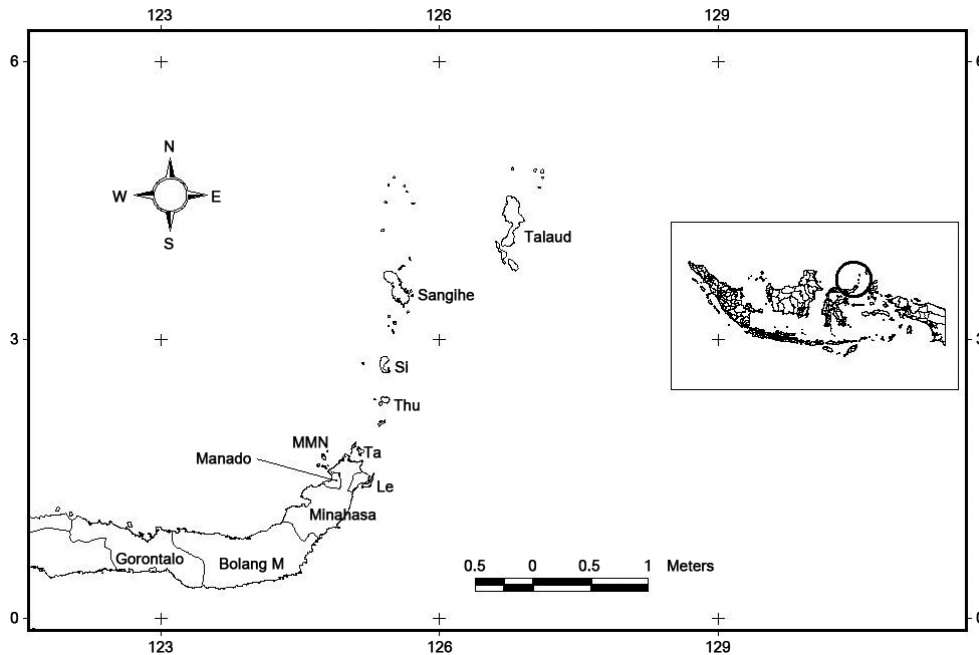 123 126 129
6 6
N
W E
S
Talaud
Sangihe
3 3
Si
Thu
MMN
Ta
Manado
Le
Minahasa
Gorontalo
Bolang M
0.5 0 0.5 1 Meters
0 0
123 126 129